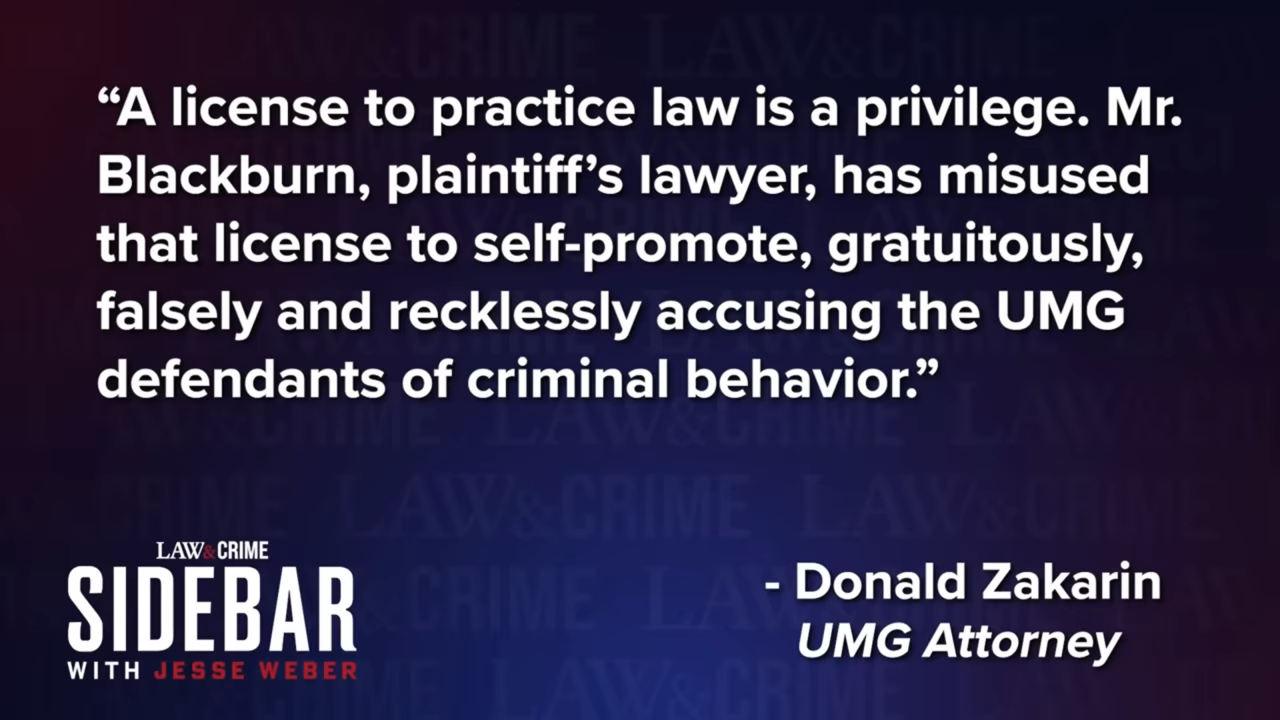 “A license to practice law is a privilege. Mr.
Blackburn, plaintiff’s lawyer, has misused
that license to self-promote, gratuitously,
falsely and recklessly accusing the UMG
defendants of criminal behavior.”
LAW&CRIME
SIDEBAR
WITH JESSE WEBER
- Donald Zakarin
UMG Attorney